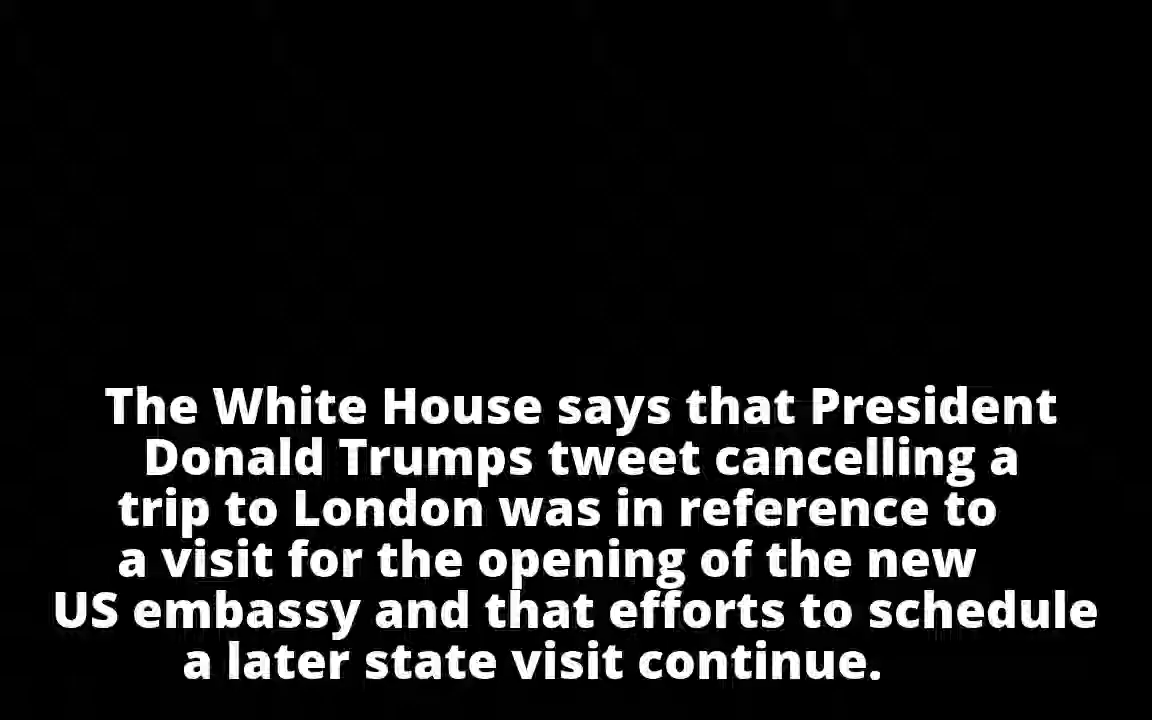 The White House says that President
Donald Trumps tweet cancelling a
trip to London was in reference to
a visit for the opening of the new
US embassy and that efforts to schedule
a later state visit continue.